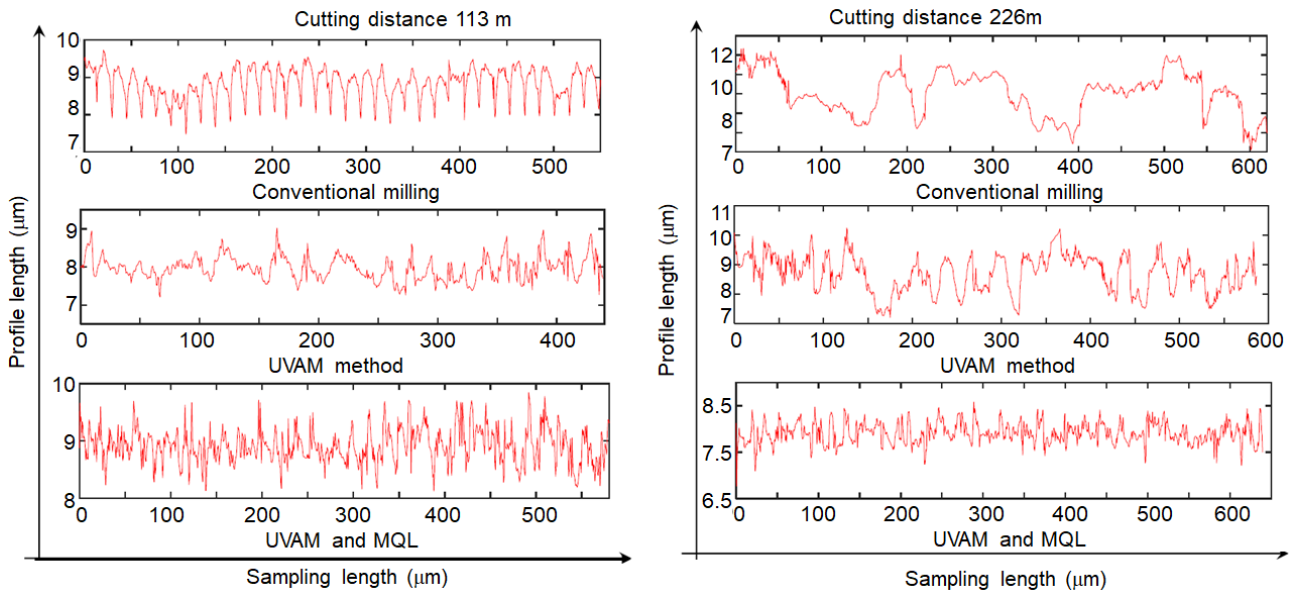 Cutting distance 113 m
10
9
8
7
0 100 200 300 400 500
Conventional milling
9
8
7
0 100 200 300 400
UVAM method
10
9
8
0 100 200 300 400 500
UVAM and MQL
Profile length (μm)
Sampling length (μm)
Cutting distance 226m
12
10
9
8
7
0 100 200 300 400 500 600
Conventional milling
11
10
9
8
7
0 100 200 300 400 500 600
UVAM method
8.5
7.5
6.5
0 100 200 300 400 500 600
UVAM and MQL
Profile length (μm)
Sampling length (μm)